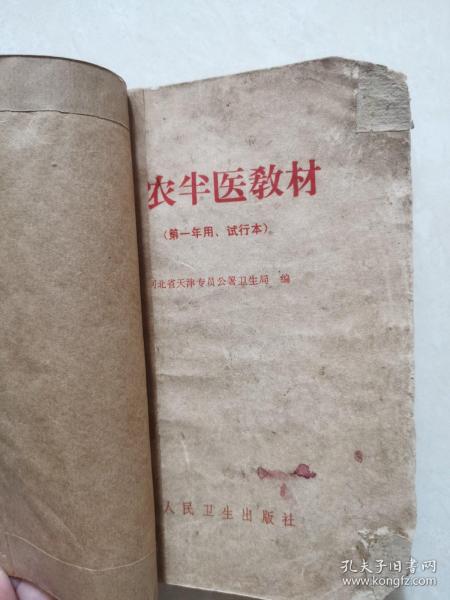 农半医教材
(第一年用、试行本)
河北省天津专员公署卫生局 编
人民卫生出版社
孔夫子旧书网
www.kongfz.com